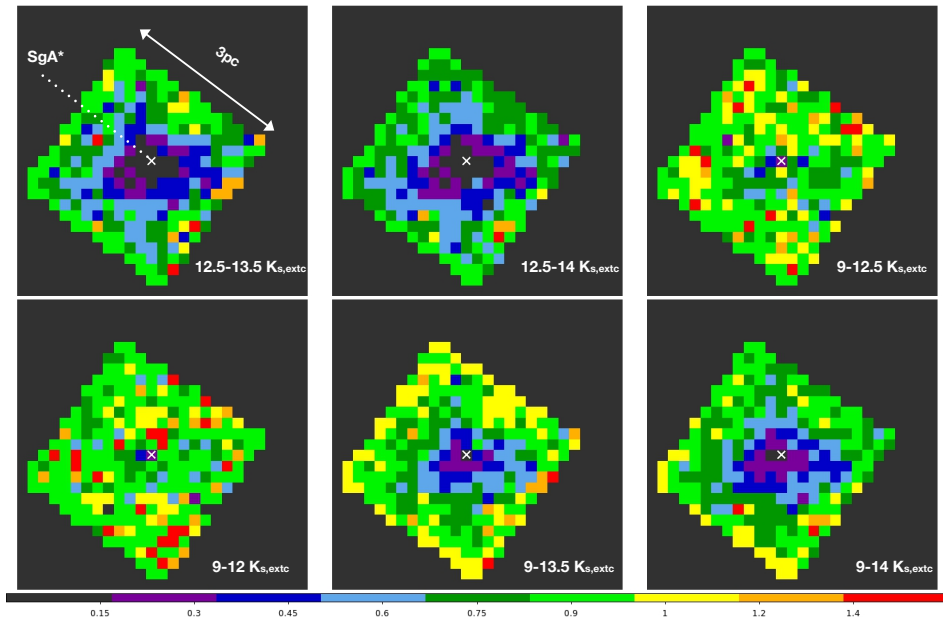 SgA*
3pc
12.5-13.5 Ks,extc
12.5-14 Ks,extc
9-12.5 Ks,extc
9-12 Ks,extc
9-13.5 Ks,extc
9-14 Ks,extc
0.15 0.3 0.45 0.6 0.75 0.9 1 1.2 1.4